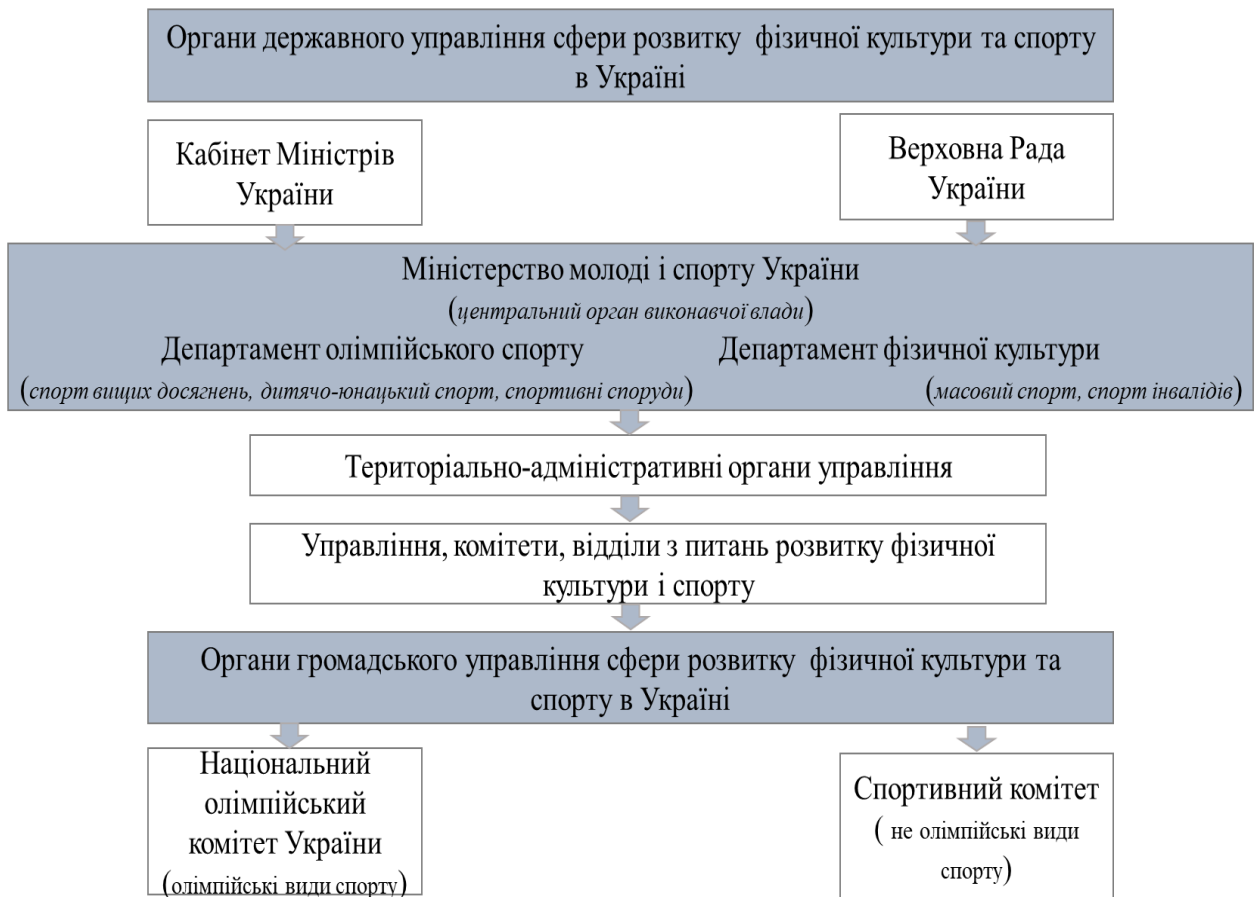 Органи державного управління сфери розвитку фізичної культури та спорту
в Україні
Кабінет Міністрів
України
Верховна Рада
України
Міністерство молоді і спорту України
(центральний орган виконавчої влади)
Департамент олімпійського спорту Департамент фізичної культури
(спорт вищих досягнень, дитячо-юнацький спорт, спортивні споруди) (масовий спорт, спорт інвалідів)
Територіально-адміністративні органи управління
Управління, комітети, відділи з питань розвитку фізичної
культури і спорту
Органи громадського управління сфери розвитку фізичної культури та
спорту в Україні
Національний
олімпійський
комітет України
(олімпійські види спорту)
Спортивний комітет
( не олімпійські види
спорту)